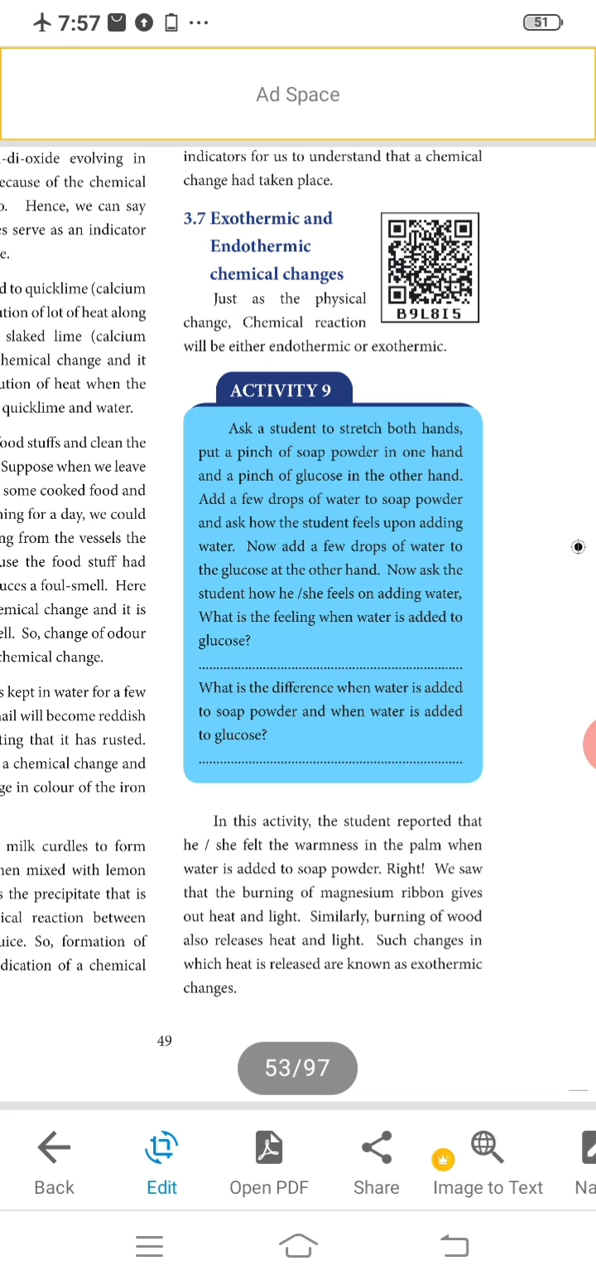 7:57
51
Ad Space
-di-oxide evolving in
ecause of the chemical
o. Hence, we can say
es serve as an indicator
e.
d to quicklime (calcium
ution of lot of heat along
slaked lime (calcium
hemical change and it
ution of heat when the
quicklime and water.
ood stuffs and clean the
Suppose when we leave
some cooked food and
ning for a day, we could
ng from the vessels the
use the food stuff had
uces a foul-smell. Here
emical change and it is
ell. So, change of odour
chemical change.
s kept in water for a few
nail will become reddish
ting that it has rusted.
a chemical change and
ge in colour of the iron
milk curdles to form
hen mixed with lemon
s the precipitate that is
ical reaction between
uice. So, formation of
dication of a chemical
indicators for us to understand that a chemical
change had taken place.
3.7 Exothermic and
Endothermic
chemical changes
B9L8I5
Just as the physical
change, Chemical reaction
will be either endothermic or exothermic.
ACTIVITY 9
Ask a student to stretch both hands,
put a pinch of soap powder in one hand
and a pinch of glucose in the other hand.
Add a few drops of water to soap powder
and ask how the student feels upon adding
water. Now add a few drops of water to
the glucose at the other hand. Now ask the
student how he /she feels on adding water,
What is the feeling when water is added to
glucose?
What is the difference when water is added
to soap powder and when water is added
to glucose?
In this activity, the student reported that
he / she felt the warmness in the palm when
water is added to soap powder. Right! We saw
that the burning of magnesium ribbon gives
out heat and light. Similarly, burning of wood
also releases heat and light. Such changes in
which heat is released are known as exothermic
changes.
49
53/97
Back
Edit
Open PDF
Share
Image to Text
Na